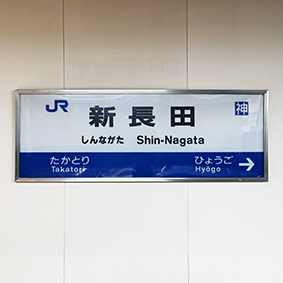 JR 神
新長田
しんながた Shin-Nagata
たかとり ひょうご
Takatori Hyōgo →